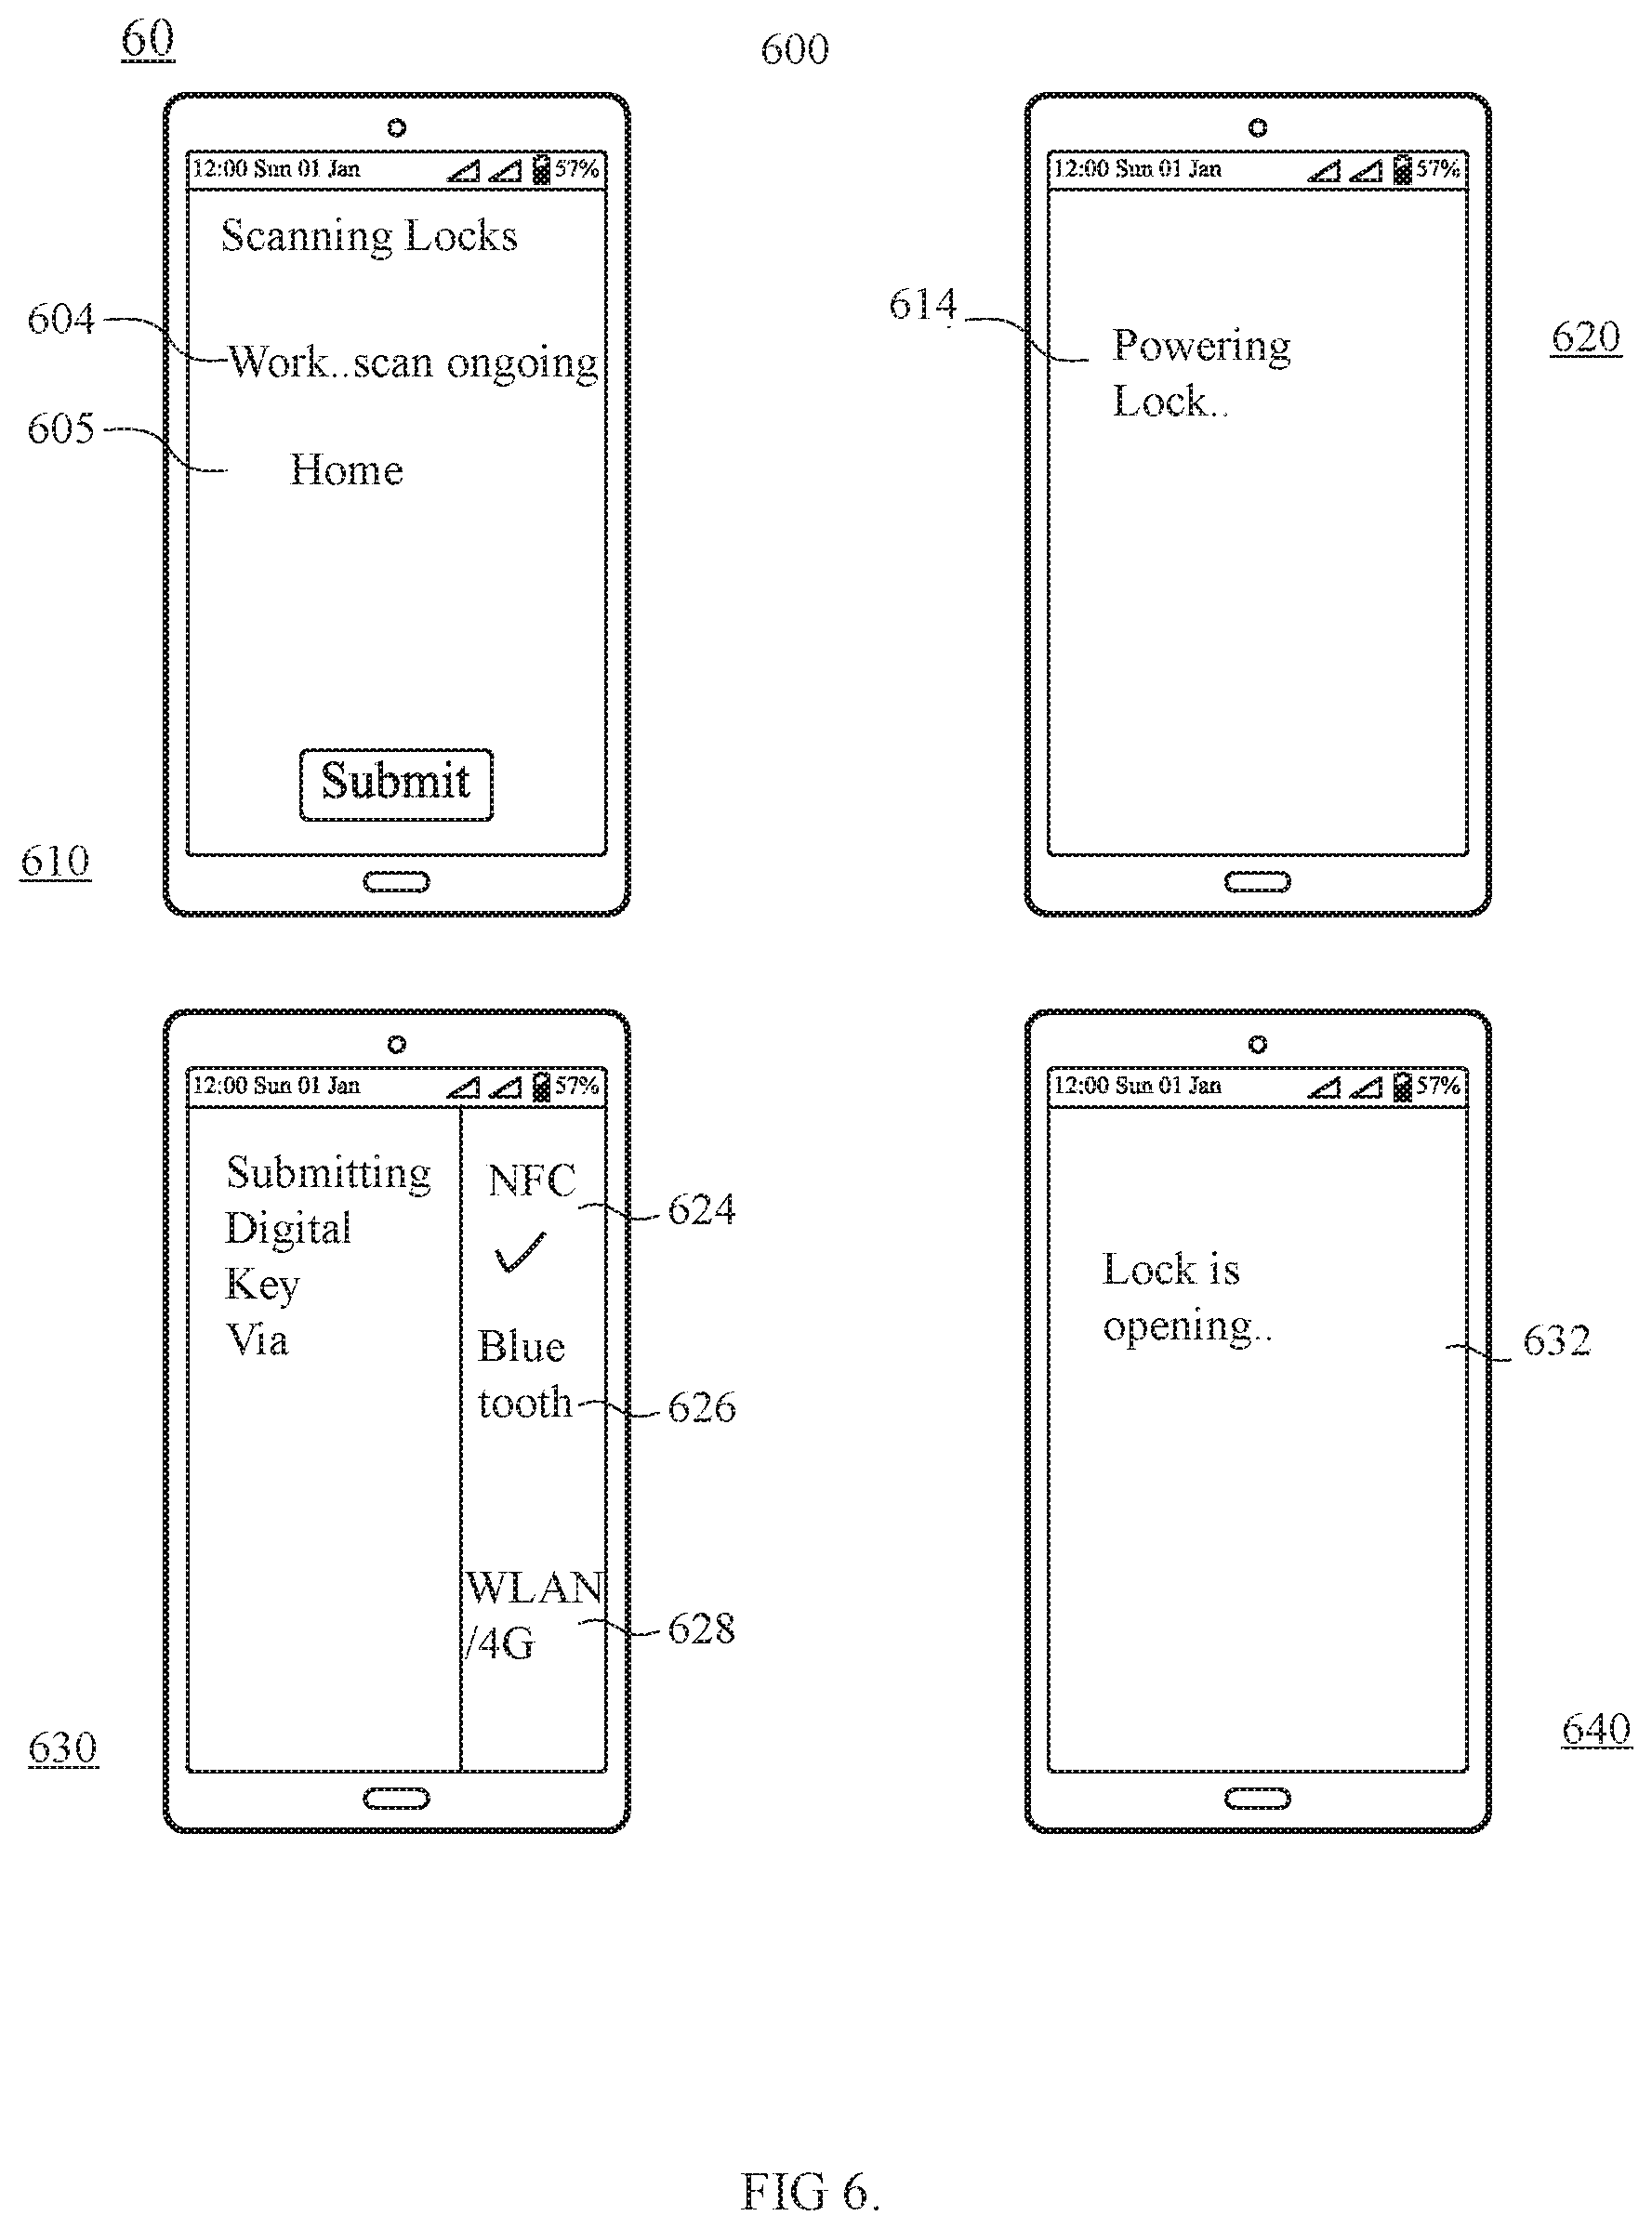 60
600
12:00 Sun 01 Jan 57%
Scanning Locks
604
Work..scan ongoing
605
Home
Submit
610
12:00 Sun 01 Jan 57%
614
Powering
Lock..
620
12:00 Sun 01 Jan 57%
Submitting
Digital
Key
Via
NFC
624
Blue
tooth
626
WLAN
/4G
628
630
12:00 Sun 01 Jan 57%
Lock is
opening..
632
640
FIG 6.